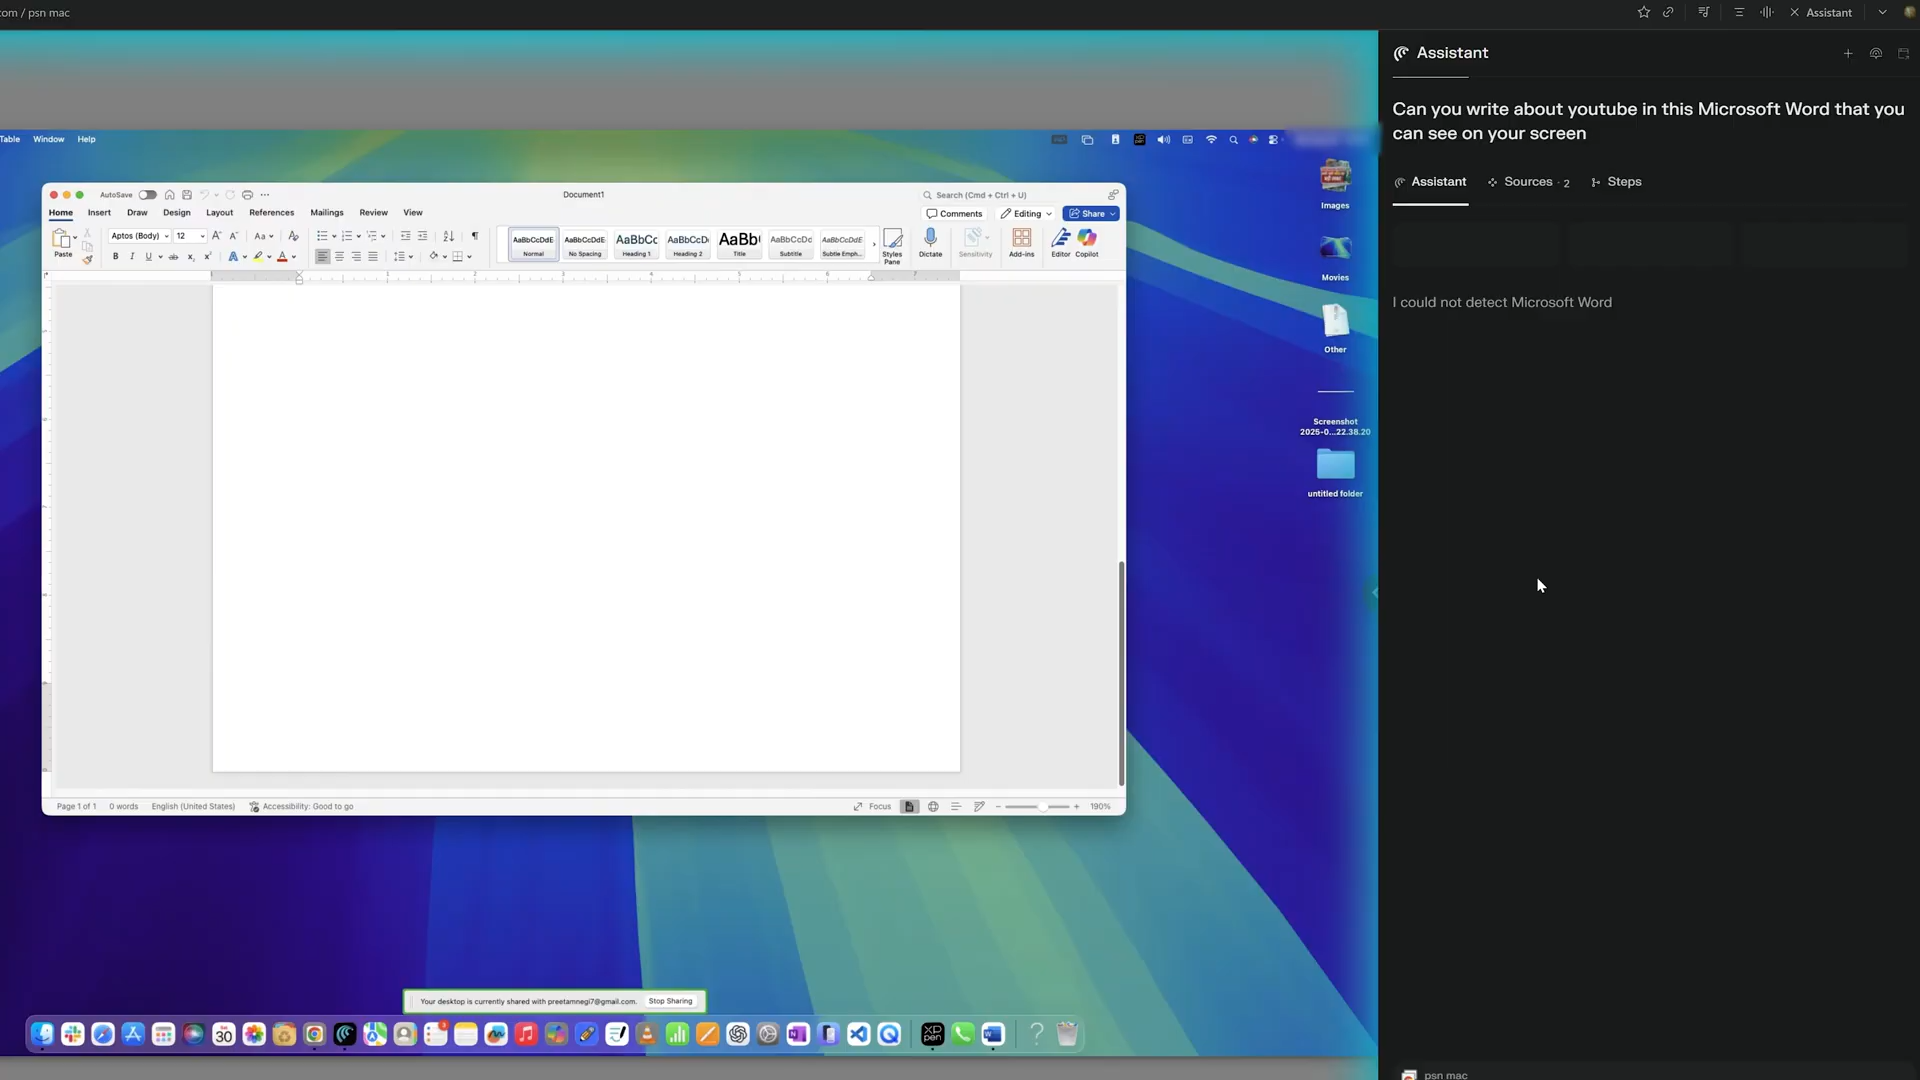 com / psn mac
Assistant
Assistant
Can you write about youtube in this Microsoft Word that you
can see on your screen
Assistant
Sources · 2
Steps
I could not detect Microsoft Word
psn mac
Table Window Help
AutoSave
Document1
Search (Cmd + Ctrl + U)
Home Insert Draw Design Layout References Mailings Review View
Comments Editing Share
Paste
Aptos (Body) 12
AaBbCcDdE AaBbCcDdE AaBbCc AaBbCcD AaBb AaBbCcDd AaBbCcDdE
Normal No Spacing Heading 1 Heading 2 Title Subtitle Subtle Emph...
Styles
Pane
Dictate Sensitivity Add-ins Editor Copilot
Page 1 of 1 0 words English (United States) Accessibility: Good to go
Focus 190%
Images
Movies
Other
Screenshot
2025-0...22.38.20
untitled folder
Your desktop is currently shared with preetamnegi7@gmail.com. Stop Sharing
30
XP
PEN